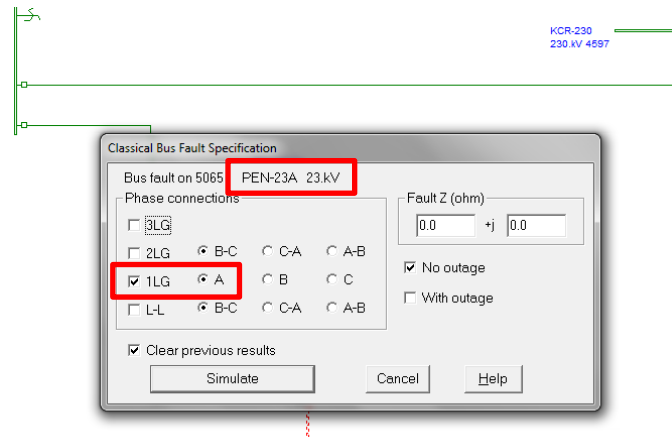 KCR-230
230.kV 4597
Classical Bus Fault Specification
Bus fault on 5065 PEN-23A 23.kV
Phase connections
3LG
2LG B-C C-A A-B
1LG A B C
L-L B-C C-A A-B
Fault Z (ohm)
0.0 +j 0.0
No outage
With outage
Clear previous results
Simulate Cancel Help